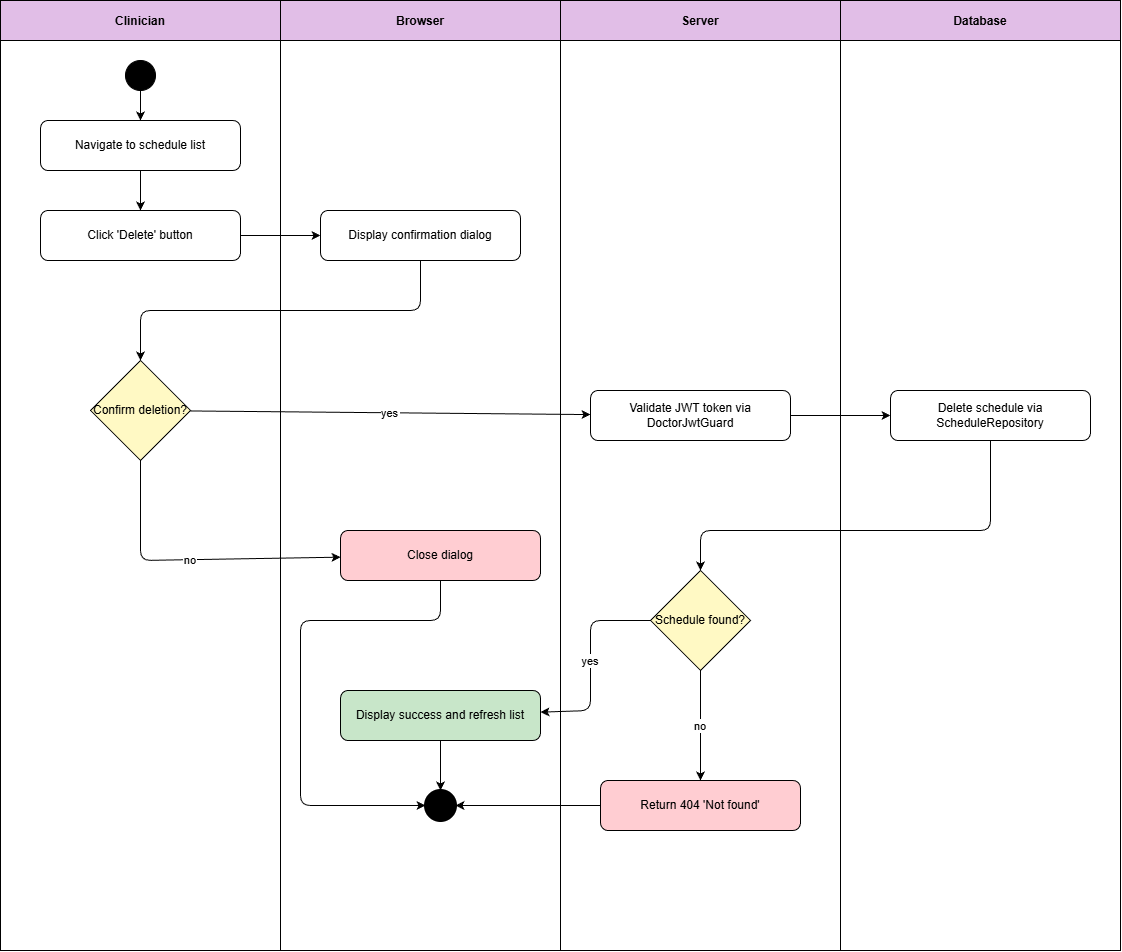 Clinician
Browser
Server
Database
Navigate to schedule list
Click 'Delete' button
Display confirmation dialog
Confirm deletion?
yes
Validate JWT token via
DoctorJwtGuard
Delete schedule via
ScheduleRepository
no
Close dialog
Schedule found?
yes
Display success and refresh list
no
Return 404 'Not found'